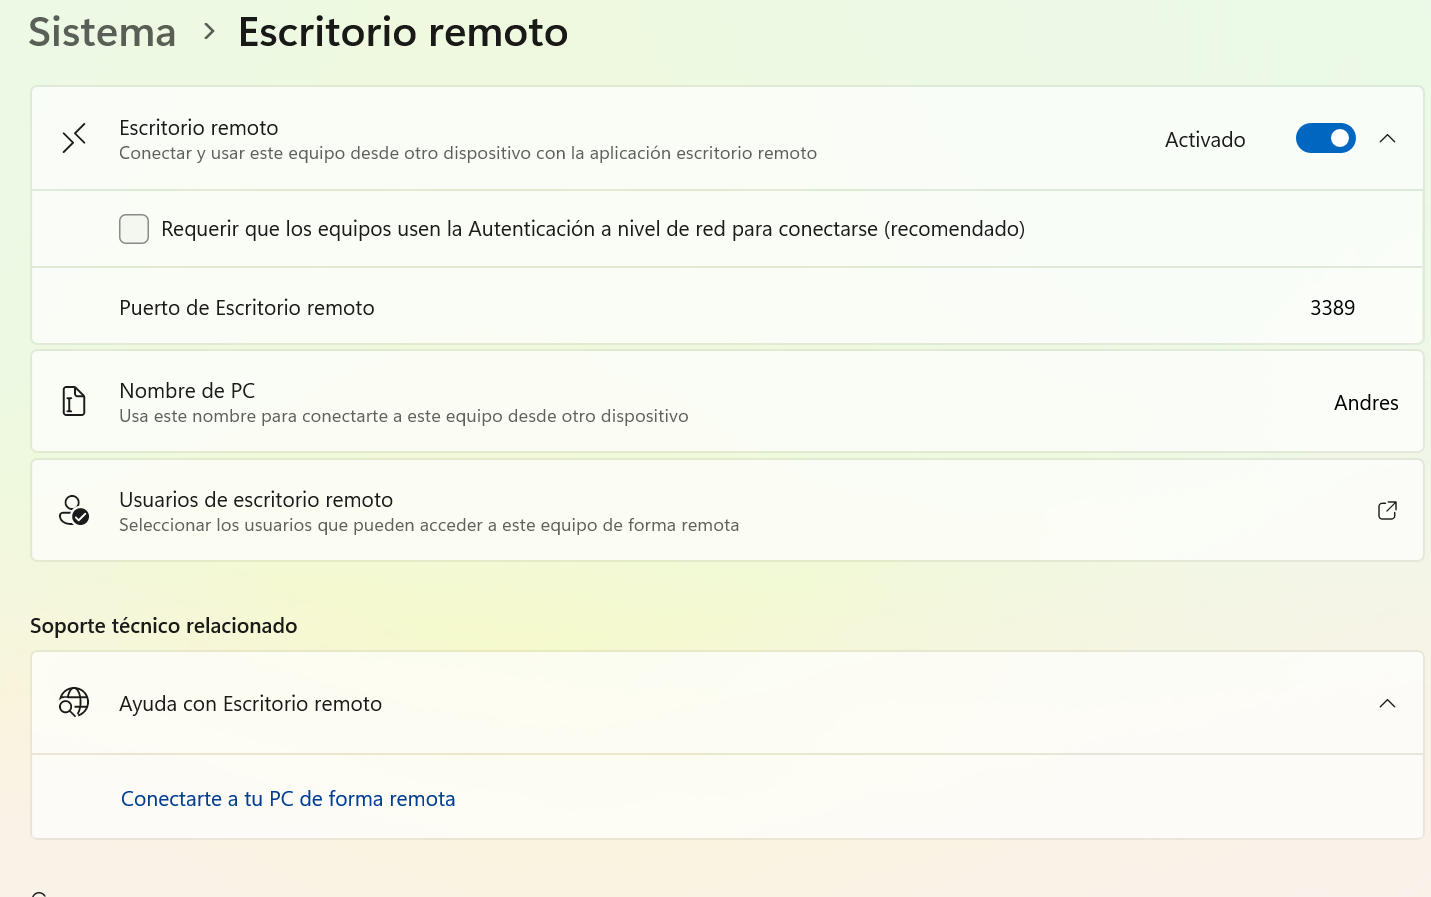 Sistema > Escritorio remoto
Escritorio remoto
Conectar y usar este equipo desde otro dispositivo con la aplicación escritorio remoto
Activado
Requerir que los equipos usen la Autenticación a nivel de red para conectarse (recomendado)
Puerto de Escritorio remoto 3389
Nombre de PC
Usa este nombre para conectarte a este equipo desde otro dispositivo
Andres
Usuarios de escritorio remoto
Seleccionar los usuarios que pueden acceder a este equipo de forma remota
Soporte técnico relacionado
Ayuda con Escritorio remoto
Conectarte a tu PC de forma remota